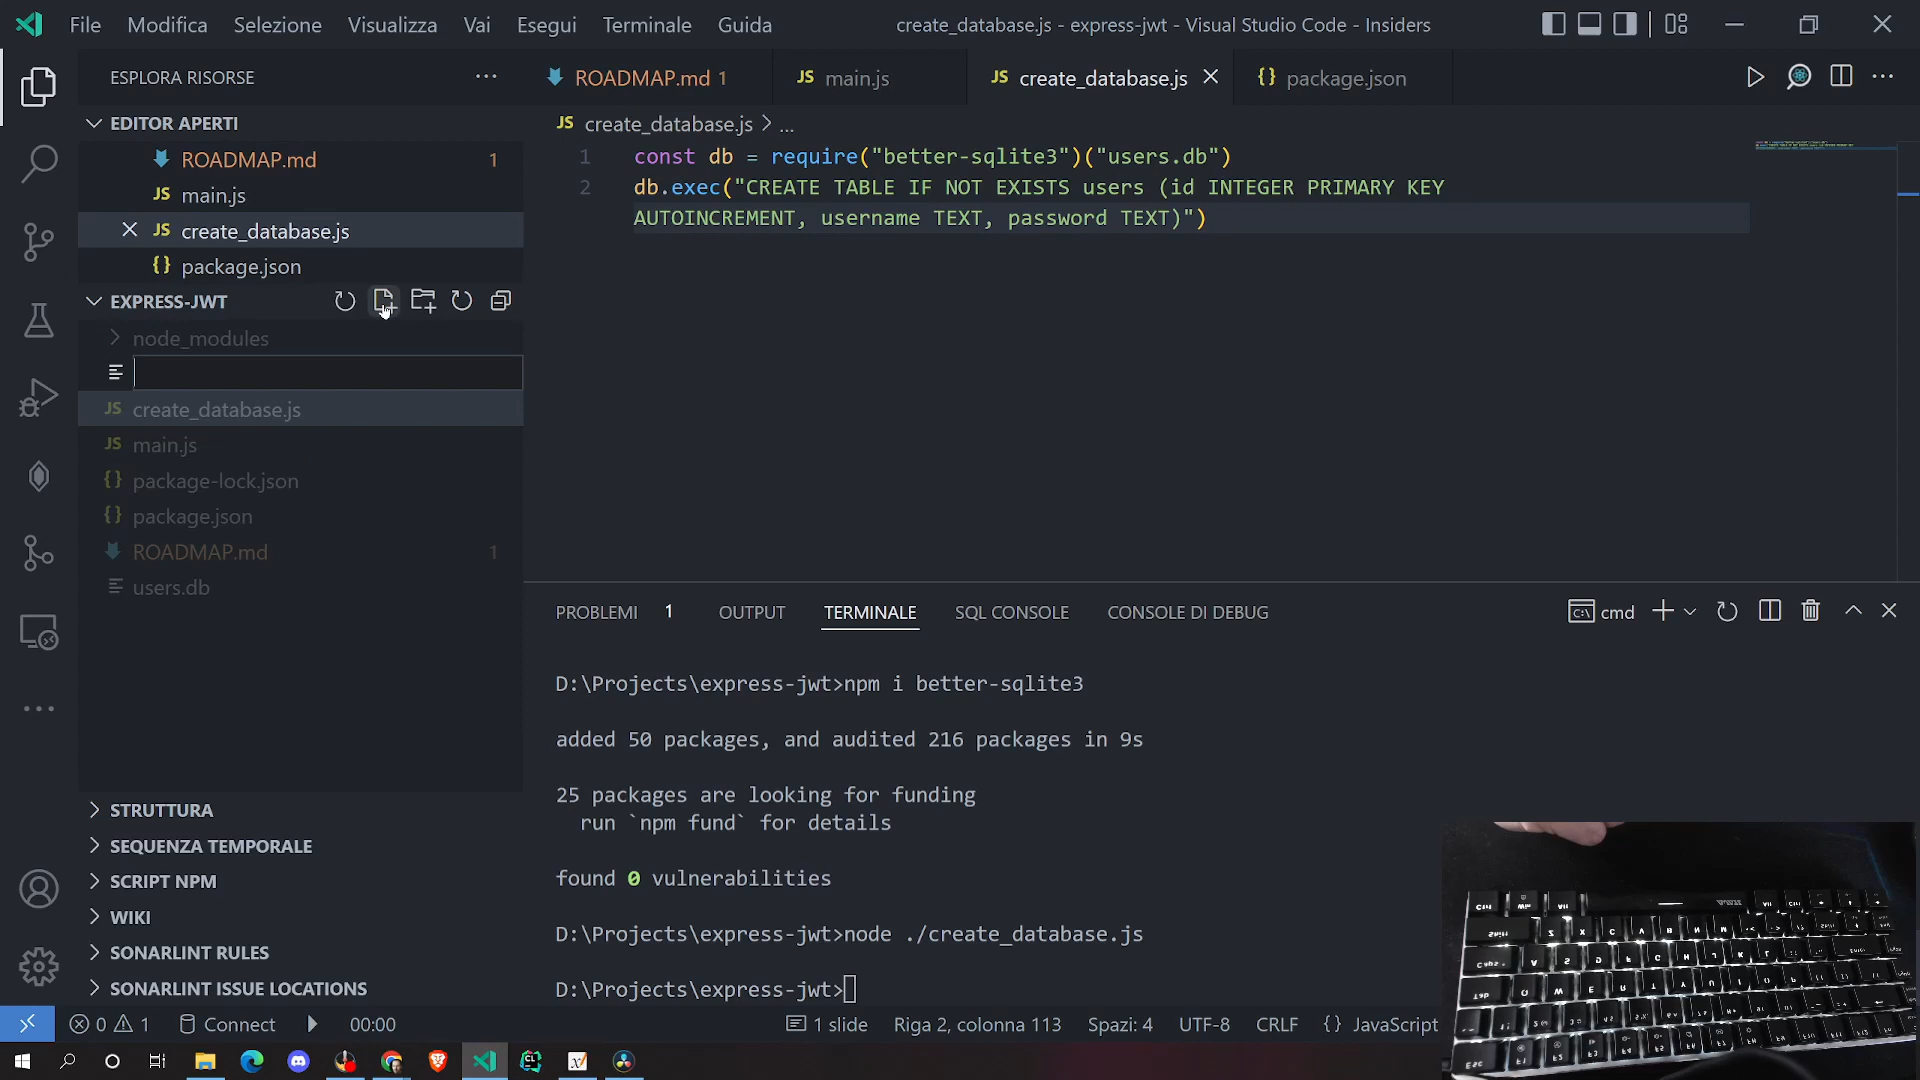 File Modifica Selezione Visualizza Vai Esegui Terminale Guida
create_database.js - express-jwt - Visual Studio Code - Insiders
ESPLORA RISORSE
EDITOR APERTI
ROADMAP.md 1
main.js
create_database.js
package.json
EXPRESS-JWT
node_modules
create_database.js
main.js
package-lock.json
package.json
ROADMAP.md 1
users.db
STRUTTURA
SEQUENZA TEMPORALE
SCRIPT NPM
WIKI
SONARLINT RULES
SONARLINT ISSUE LOCATIONS
ROADMAP.md 1 main.js create_database.js package.json
create_database.js > ...
1 const db = require("better-sqlite3")("users.db")
2 db.exec("CREATE TABLE IF NOT EXISTS users (id INTEGER PRIMARY KEY
AUTOINCREMENT, username TEXT, password TEXT)")
PROBLEMI 1 OUTPUT TERMINALE SQL CONSOLE CONSOLE DI DEBUG
cmd
D:\Projects\express-jwt>npm i better-sqlite3
added 50 packages, and audited 216 packages in 9s
25 packages are looking for funding
run `npm fund` for details
found 0 vulnerabilities
D:\Projects\express-jwt>node ./create_database.js
D:\Projects\express-jwt>
0 1 Connect 00:00 1 slide Riga 2, colonna 113 Spazi: 4 UTF-8 CRLF {} JavaScript